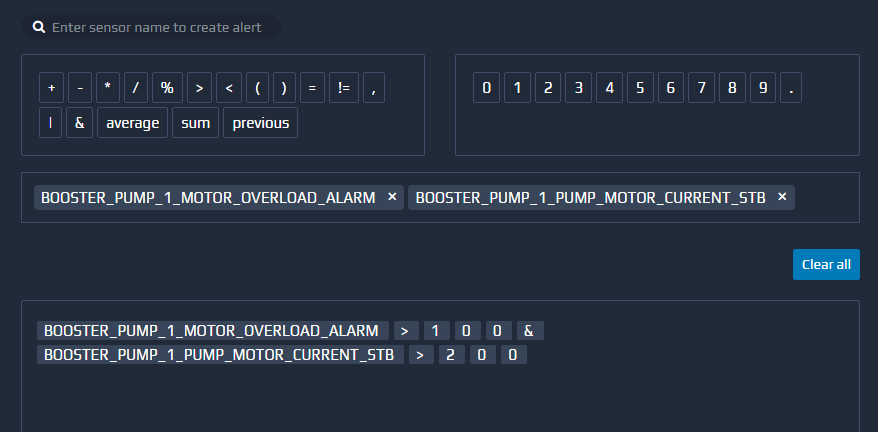 Enter sensor name to create alert
+ - * / % > < ( ) = != ,
| & average sum previous
0 1 2 3 4 5 6 7 8 9 .
BOOSTER_PUMP_1_MOTOR_OVERLOAD_ALARM × BOOSTER_PUMP_1_PUMP_MOTOR_CURRENT_STB ×
Clear all
BOOSTER_PUMP_1_MOTOR_OVERLOAD_ALARM > 1 0 0 &
BOOSTER_PUMP_1_PUMP_MOTOR_CURRENT_STB > 2 0 0